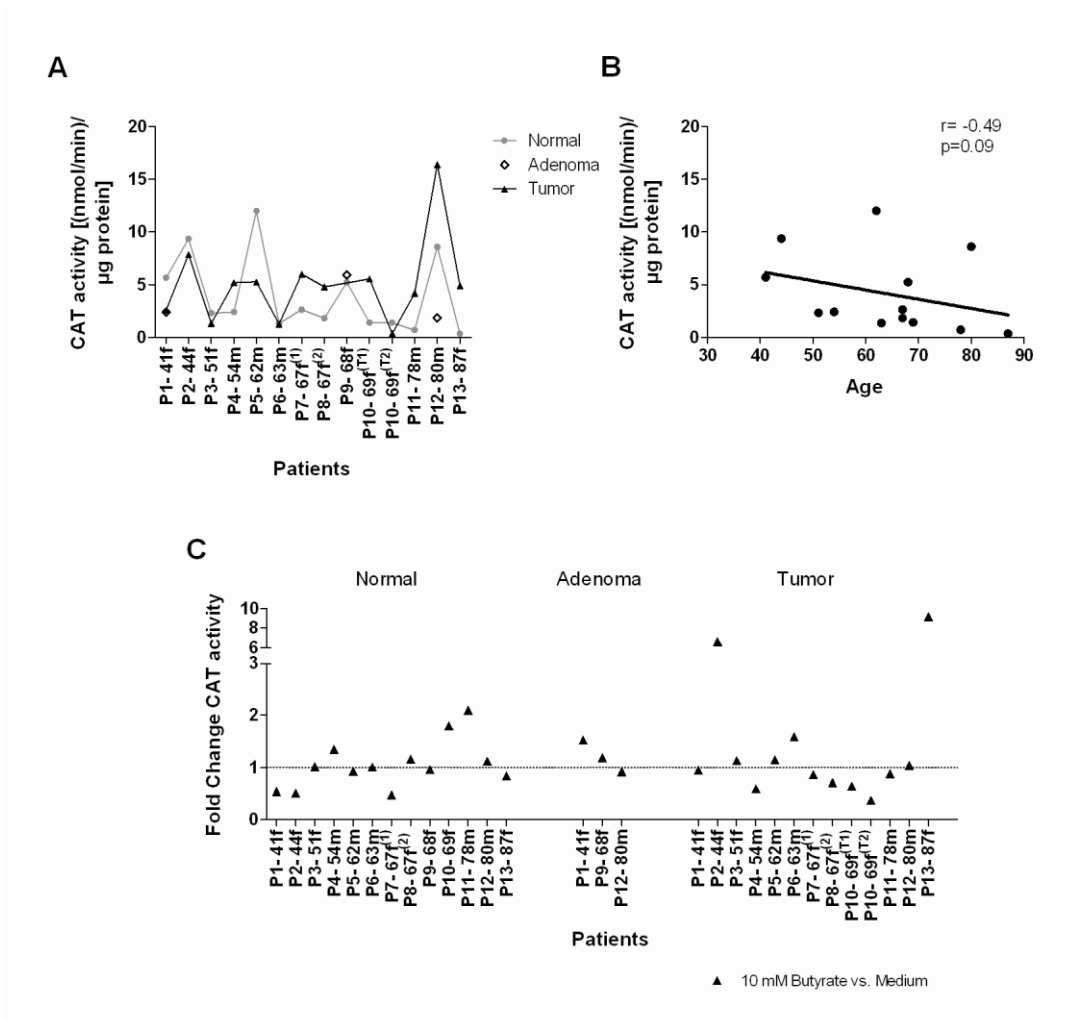 A
CAT activity [(nmol/min)/
µg protein)
20
15
10
5
0
P1- 41f
P2- 44f
P3- 51f
P4- 54m
P5- 62m
P6- 63m
P7- 67f(1)
P8- 67f(2)
P9- 68f
P10- 69f(T1)
P10- 69f(T2)
P11- 78m
P12- 80m
P13- 87f
Patients
Normal
Adenoma
Tumor
B
CAT activity [(nmol/min)/
µg protein)
20
15
10
5
0
30 40 50 60 70 80 90
Age
r= -0.49
p=0.09
C
Normal Adenoma Tumor
Fold Change CAT activity
10
8
6
3
2
1
0
P1- 41f
P2- 44f
P3- 51f
P4- 54m
P5- 62m
P6- 63m
P7- 67f(1)
P8- 67f(2)
P9- 68f
P10- 69f
P11- 78m
P12- 80m
P13- 87f
P1- 41f
P9- 68f
P12- 80m
P1- 41f
P2- 44f
P3- 51f
P4- 54m
P5- 62m
P6- 63m
P7- 67f(1)
P8- 67f(2)
P10- 69f(T1)
P10- 69f(T2)
P11- 78m
P12- 80m
P13- 87f
Patients
10 mM Butyrate vs. Medium